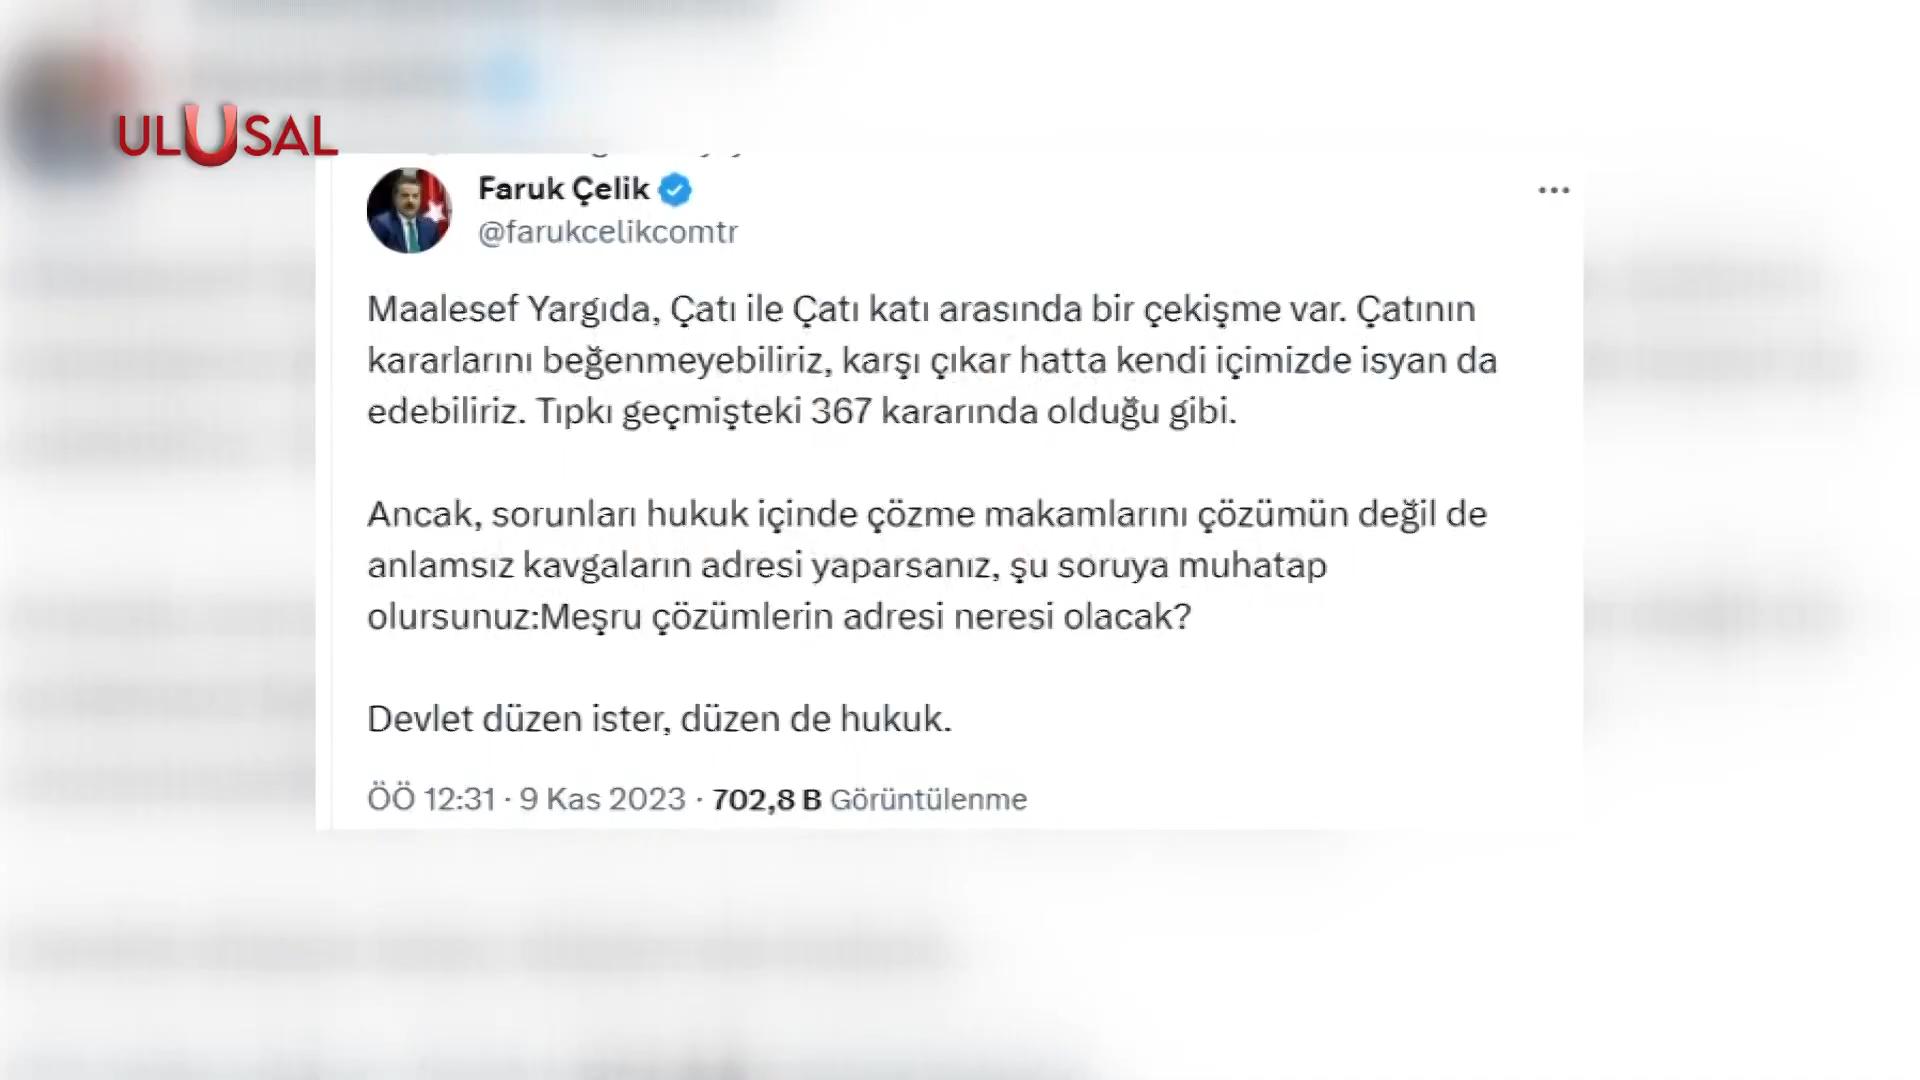 ULUSAL
Faruk Çelik
@farukcelikcomtr
Maalesef Yargıda, Çatı ile Çatı katı arasında bir çekişme var. Çatının
kararlarını beğenmeyebiliriz, karşı çıkar hatta kendi içimizde isyan da
edebiliriz. Tıpkı geçmişteki 367 kararında olduğu gibi.
Ancak, sorunları hukuk içinde çözme makamlarını çözümün değil de
anlamsız kavgaların adresi yaparsanız, şu soruya muhatap
olursunuz:Meşru çözümlerin adresi neresi olacak?
Devlet düzen ister, düzen de hukuk.
ÖÖ 12:31 · 9 Kas 2023 · 702,8 B Görüntülenme